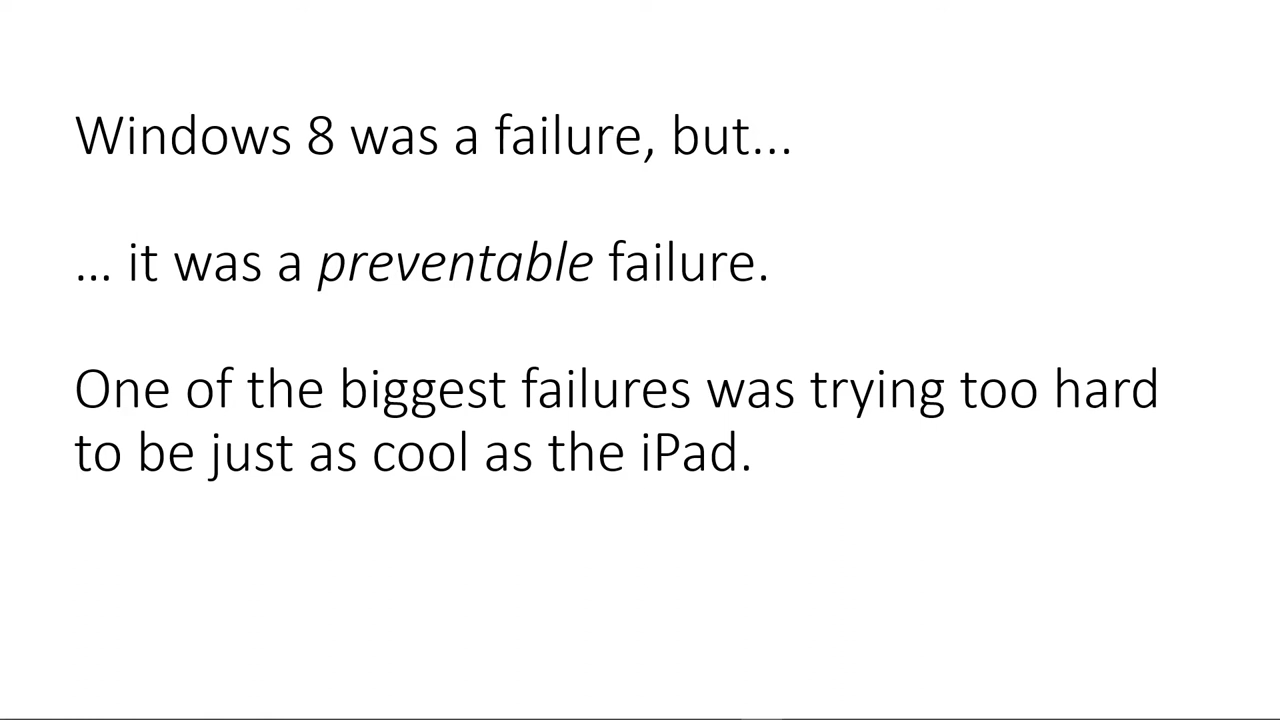 Windows 8 was a failure, but...
... it was a preventable failure.
One of the biggest failures was trying too hard
to be just as cool as the iPad.